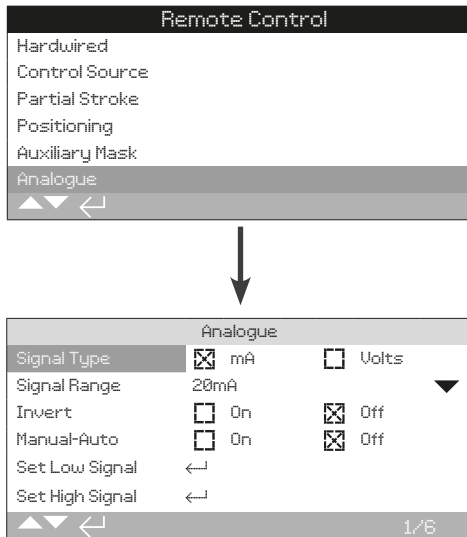 Remote Control
Hardwired
Control Source
Partial Stroke
Positioning
Auxiliary Mask
Analogue
Analogue
Signal Type mA Volts
Signal Range 20mA
Invert On Off
Manual-Auto On Off
Set Low Signal
Set High Signal
1/6